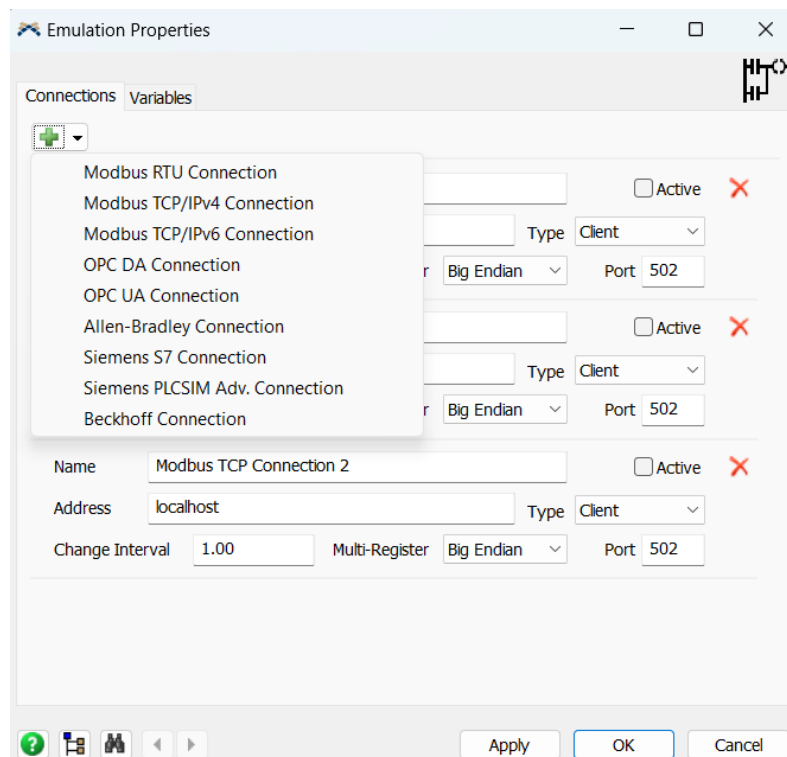 Emulation Properties
Connections Variables
Modbus RTU Connection
Modbus TCP/IPv4 Connection
Modbus TCP/IPv6 Connection
OPC DA Connection
OPC UA Connection
Allen-Bradley Connection
Siemens S7 Connection
Siemens PLCSIM Adv. Connection
Beckhoff Connection
Active
Type Client
r Big Endian Port 502
Active
Type Client
r Big Endian Port 502
Name Modbus TCP Connection 2 Active
Address localhost Type Client
Change Interval 1.00 Multi-Register Big Endian Port 502
Apply OK Cancel